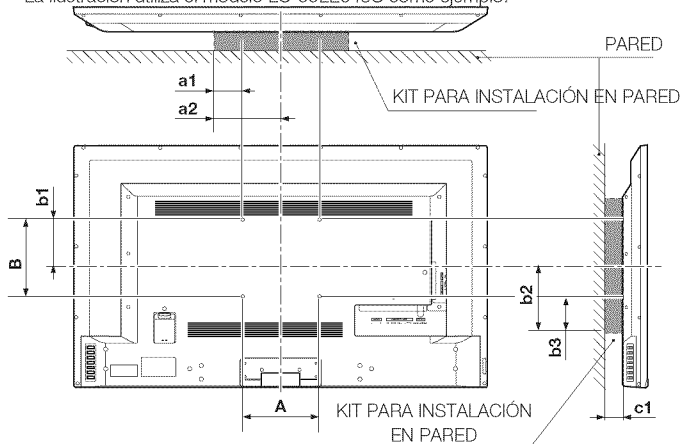 PARED
KIT PARA INSTALACIÓN EN PARED
a1
a2
b1
B
b2
b3
A
c1
KIT PARA INSTALACIÓN
EN PARED